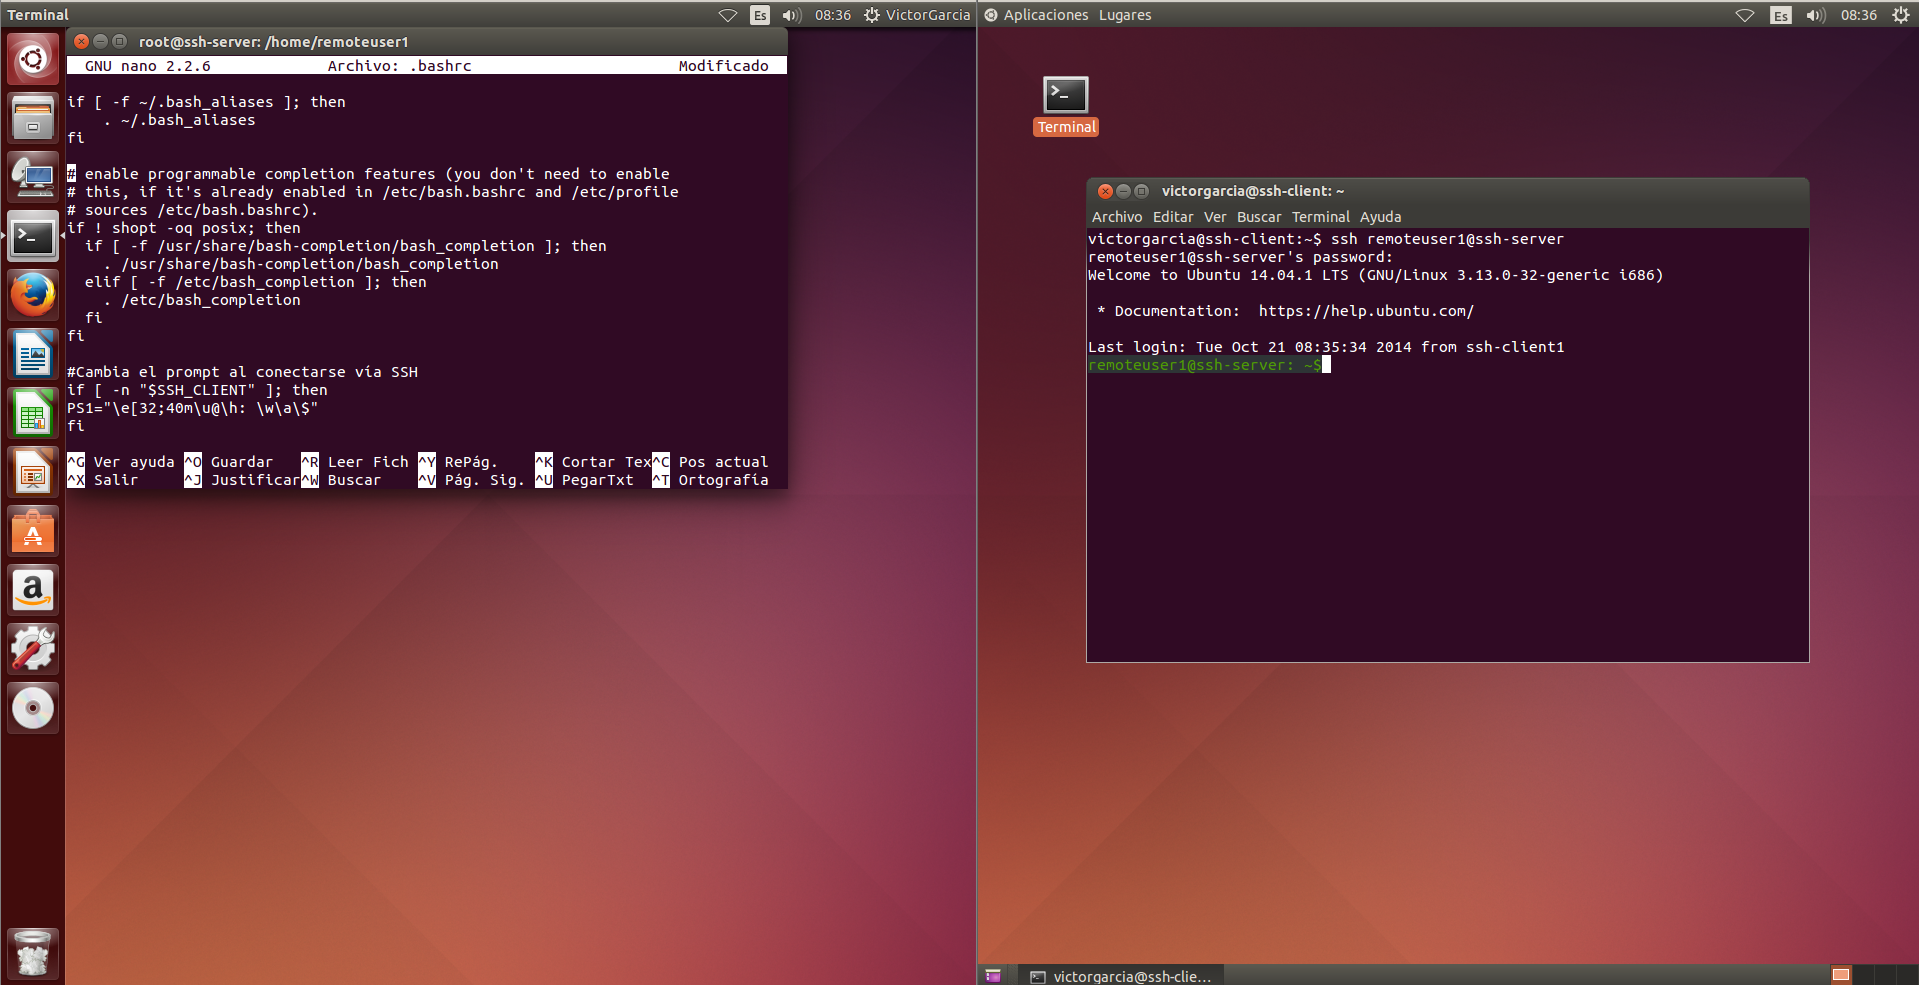 Terminal
Es
08:36
VictorGarcia
root@ssh-server: /home/remoteuser1
GNU nano 2.2.6 Archivo: .bashrc Modificado
if [ -f ~/.bash_aliases ]; then
. ~/.bash_aliases
fi
# enable programmable completion features (you don't need to enable
# this, if it's already enabled in /etc/bash.bashrc and /etc/profile
# sources /etc/bash.bashrc).
if ! shopt -oq posix; then
if [ -f /usr/share/bash-completion/bash_completion ]; then
. /usr/share/bash-completion/bash_completion
elif [ -f /etc/bash_completion ]; then
. /etc/bash_completion
fi
fi
#Cambia el prompt al conectarse via SSH
if [ -n "$SSH_CLIENT" ]; then
PS1="\e[32;40m\u@\h: \w\a\$"
fi
^G Ver ayuda ^O Guardar ^R Leer Fich ^Y RePág. ^K Cortar Tex^C Pos actual
^X Salir ^J Justificar^W Buscar ^V Pág. Sig. ^U PegarTxt ^T Ortografía
Aplicaciones Lugares
Es
08:36
Terminal
victorgarcia@ssh-client: ~
Archivo Editar Ver Buscar Terminal Ayuda
victorgarcia@ssh-client:~$ ssh remoteuser1@ssh-server
remoteuser1@ssh-server's password:
Welcome to Ubuntu 14.04.1 LTS (GNU/Linux 3.13.0-32-generic i686)
* Documentation: https://help.ubuntu.com/
Last login: Tue Oct 21 08:35:34 2014 from ssh-client1
remoteuser1@ssh-server: ~$
victorgarcia@ssh-clie...